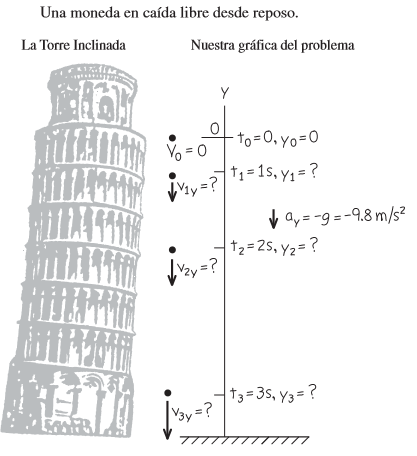 Una moneda en caída libre desde reposo.
La Torre Inclinada
Nuestra gráfica del problema
Y
0
t₀ = 0, y₀ = 0
v₀ = 0
t₁ = 1s, y₁ = ?
v₁y = ?
a_y = -g = -9.8 m/s²
t₂ = 2s, y₂ = ?
v₂y = ?
t₃ = 3s, y₃ = ?
v₃y = ?